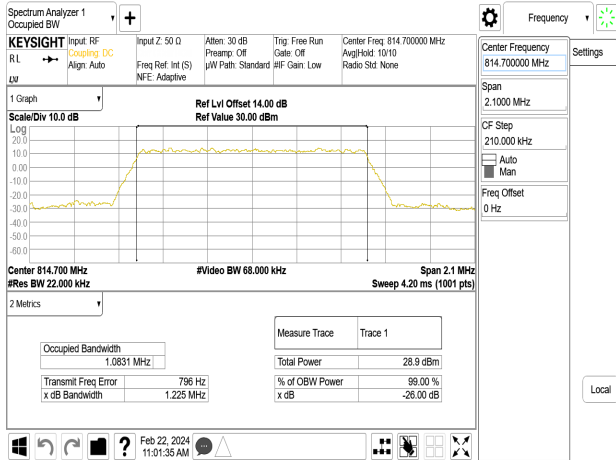 Spectrum Analyzer 1
Occupied BW
Frequency
KEYSIGHT
Input: RF
Input Z: 50 Ω
Atten: 30 dB
Trig: Free Run
Center Freq: 814.700000 MHz
R L
Coupling: DC
Preamp: Off
Gate: Off
Avg|Hold: 10/10
Align: Auto
Freq Ref: Int (S)
µW Path: Standard
#IF Gain: Low
Radio Std: None
NFE: Adaptive
Center Frequency
814.700000 MHz
Settings
Span
2.1000 MHz
CF Step
210.000 kHz
Auto
Man
Freq Offset
0 Hz
Local
1 Graph
Ref Lvl Offset 14.00 dB
Scale/Div 10.0 dB
Ref Value 30.00 dBm
Log
20.0
10.0
0.00
-10.0
-20.0
-30.0
-40.0
-50.0
-60.0
Center 814.700 MHz
#Video BW 68.000 kHz
Span 2.1 MHz
#Res BW 22.000 kHz
Sweep 4.20 ms (1001 pts)
2 Metrics
Measure Trace
Trace 1
Occupied Bandwidth
1.0831 MHz
Total Power
28.9 dBm
Transmit Freq Error
796 Hz
% of OBW Power
99.00 %
x dB Bandwidth
1.225 MHz
x dB
-26.00 dB
Feb 22, 2024
11:01:35 AM